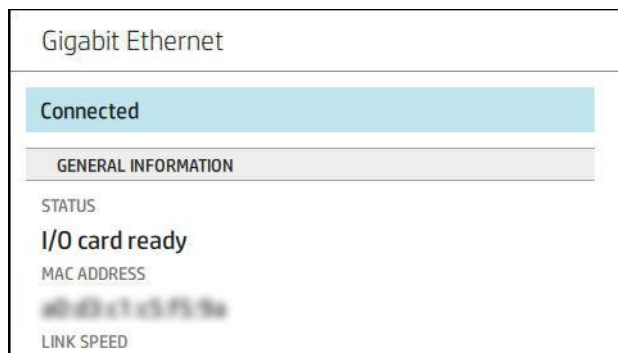 Gigabit Ethernet
Connected
GENERAL INFORMATION
STATUS
I/O card ready
MAC ADDRESS
LINK SPEED